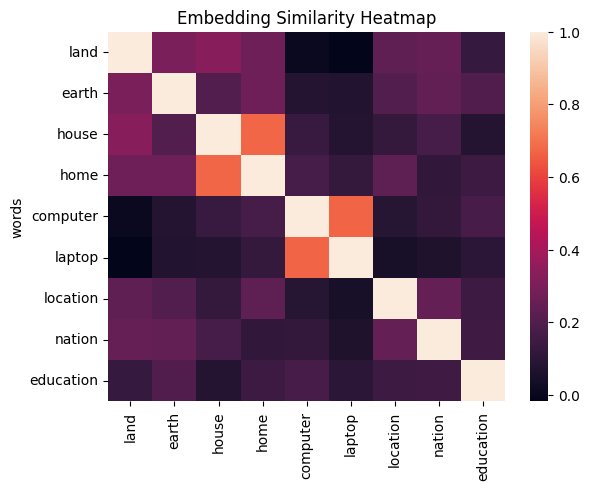 Embedding Similarity Heatmap
words
land
earth
house
home
computer
laptop
location
nation
education
land
earth
house
home
computer
laptop
location
nation
education
1.0
0.8
0.6
0.4
0.2
0.0